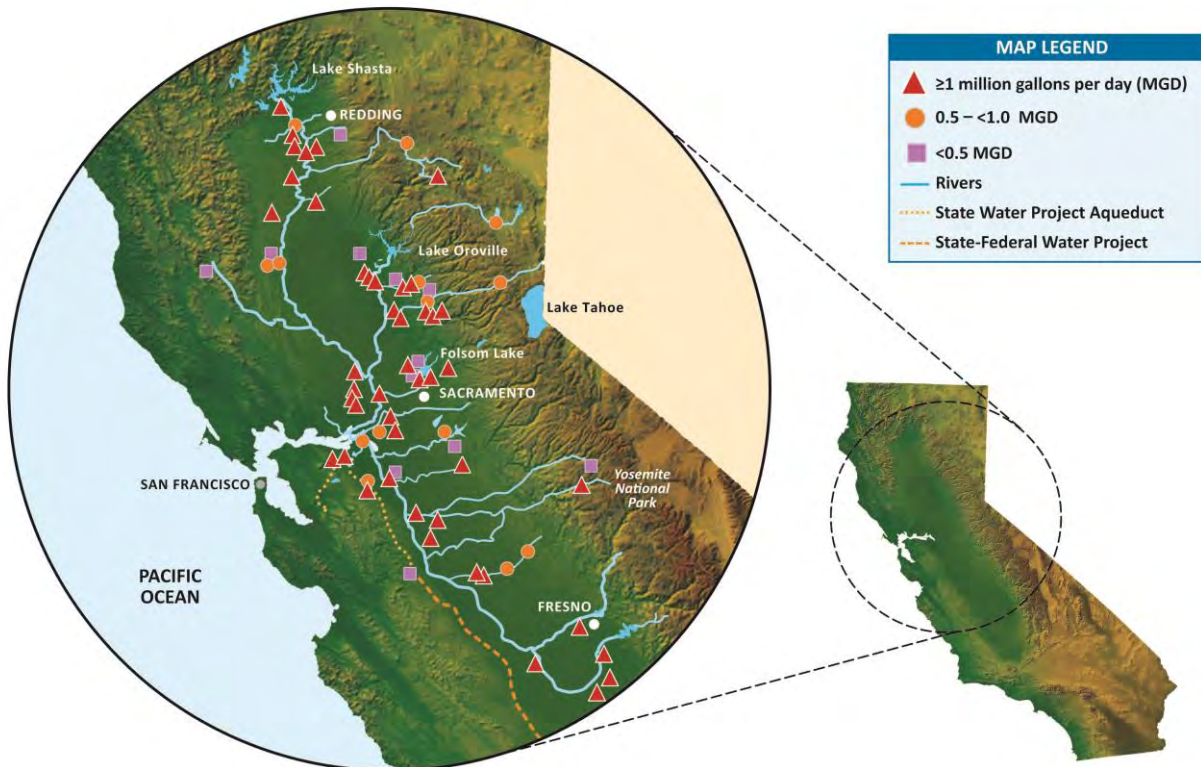 Lake Shasta
REDDING
Lake Oroville
Lake Tahoe
Folsom Lake
SACRAMENTO
SAN FRANCISCO
Yosemite
National
Park
PACIFIC
OCEAN
FRESNO
MAP LEGEND
≥1 million gallons per day (MGD)
0.5 – <1.0 MGD
<0.5 MGD
Rivers
State Water Project Aqueduct
State-Federal Water Project